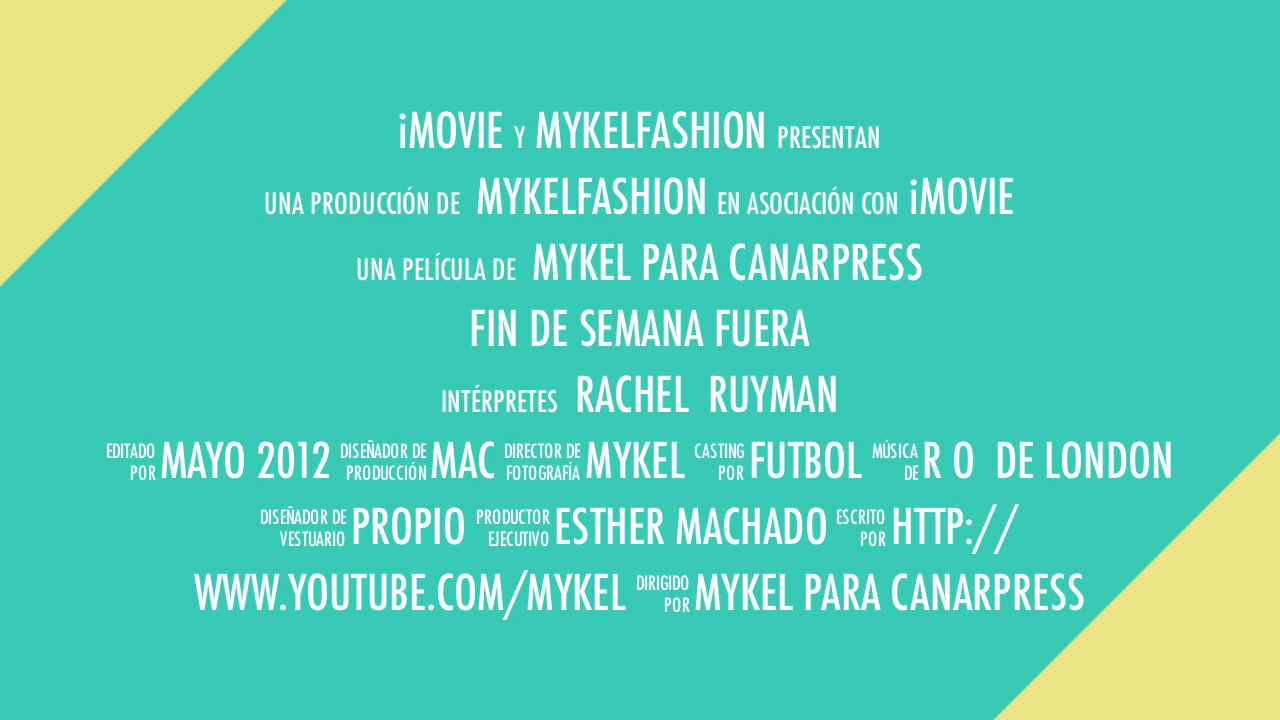 iMOVIE Y MYKELFASHION PRESENTAN
UNA PRODUCCIÓN DE MYKELFASHION EN ASOCIACIÓN CON iMOVIE
UNA PELÍCULA DE MYKEL PARA CANARPRESS
FIN DE SEMANA FUERA
INTÉRPRETES RACHEL RUYMAN
EDITADO POR MAYO 2012 DISEÑADOR DE PRODUCCIÓN MAC DIRECTOR DE FOTOGRAFÍA MYKEL CASTING POR FUTBOL MÚSICA DE R O DE LONDON
DISEÑADOR DE VESTUARIO PROPIO PRODUCTOR EJECUTIVO ESTHER MACHADO ESCRITO POR HTTP://
WWW.YOUTUBE.COM/MYKEL DIRIGIDO POR MYKEL PARA CANARPRESS